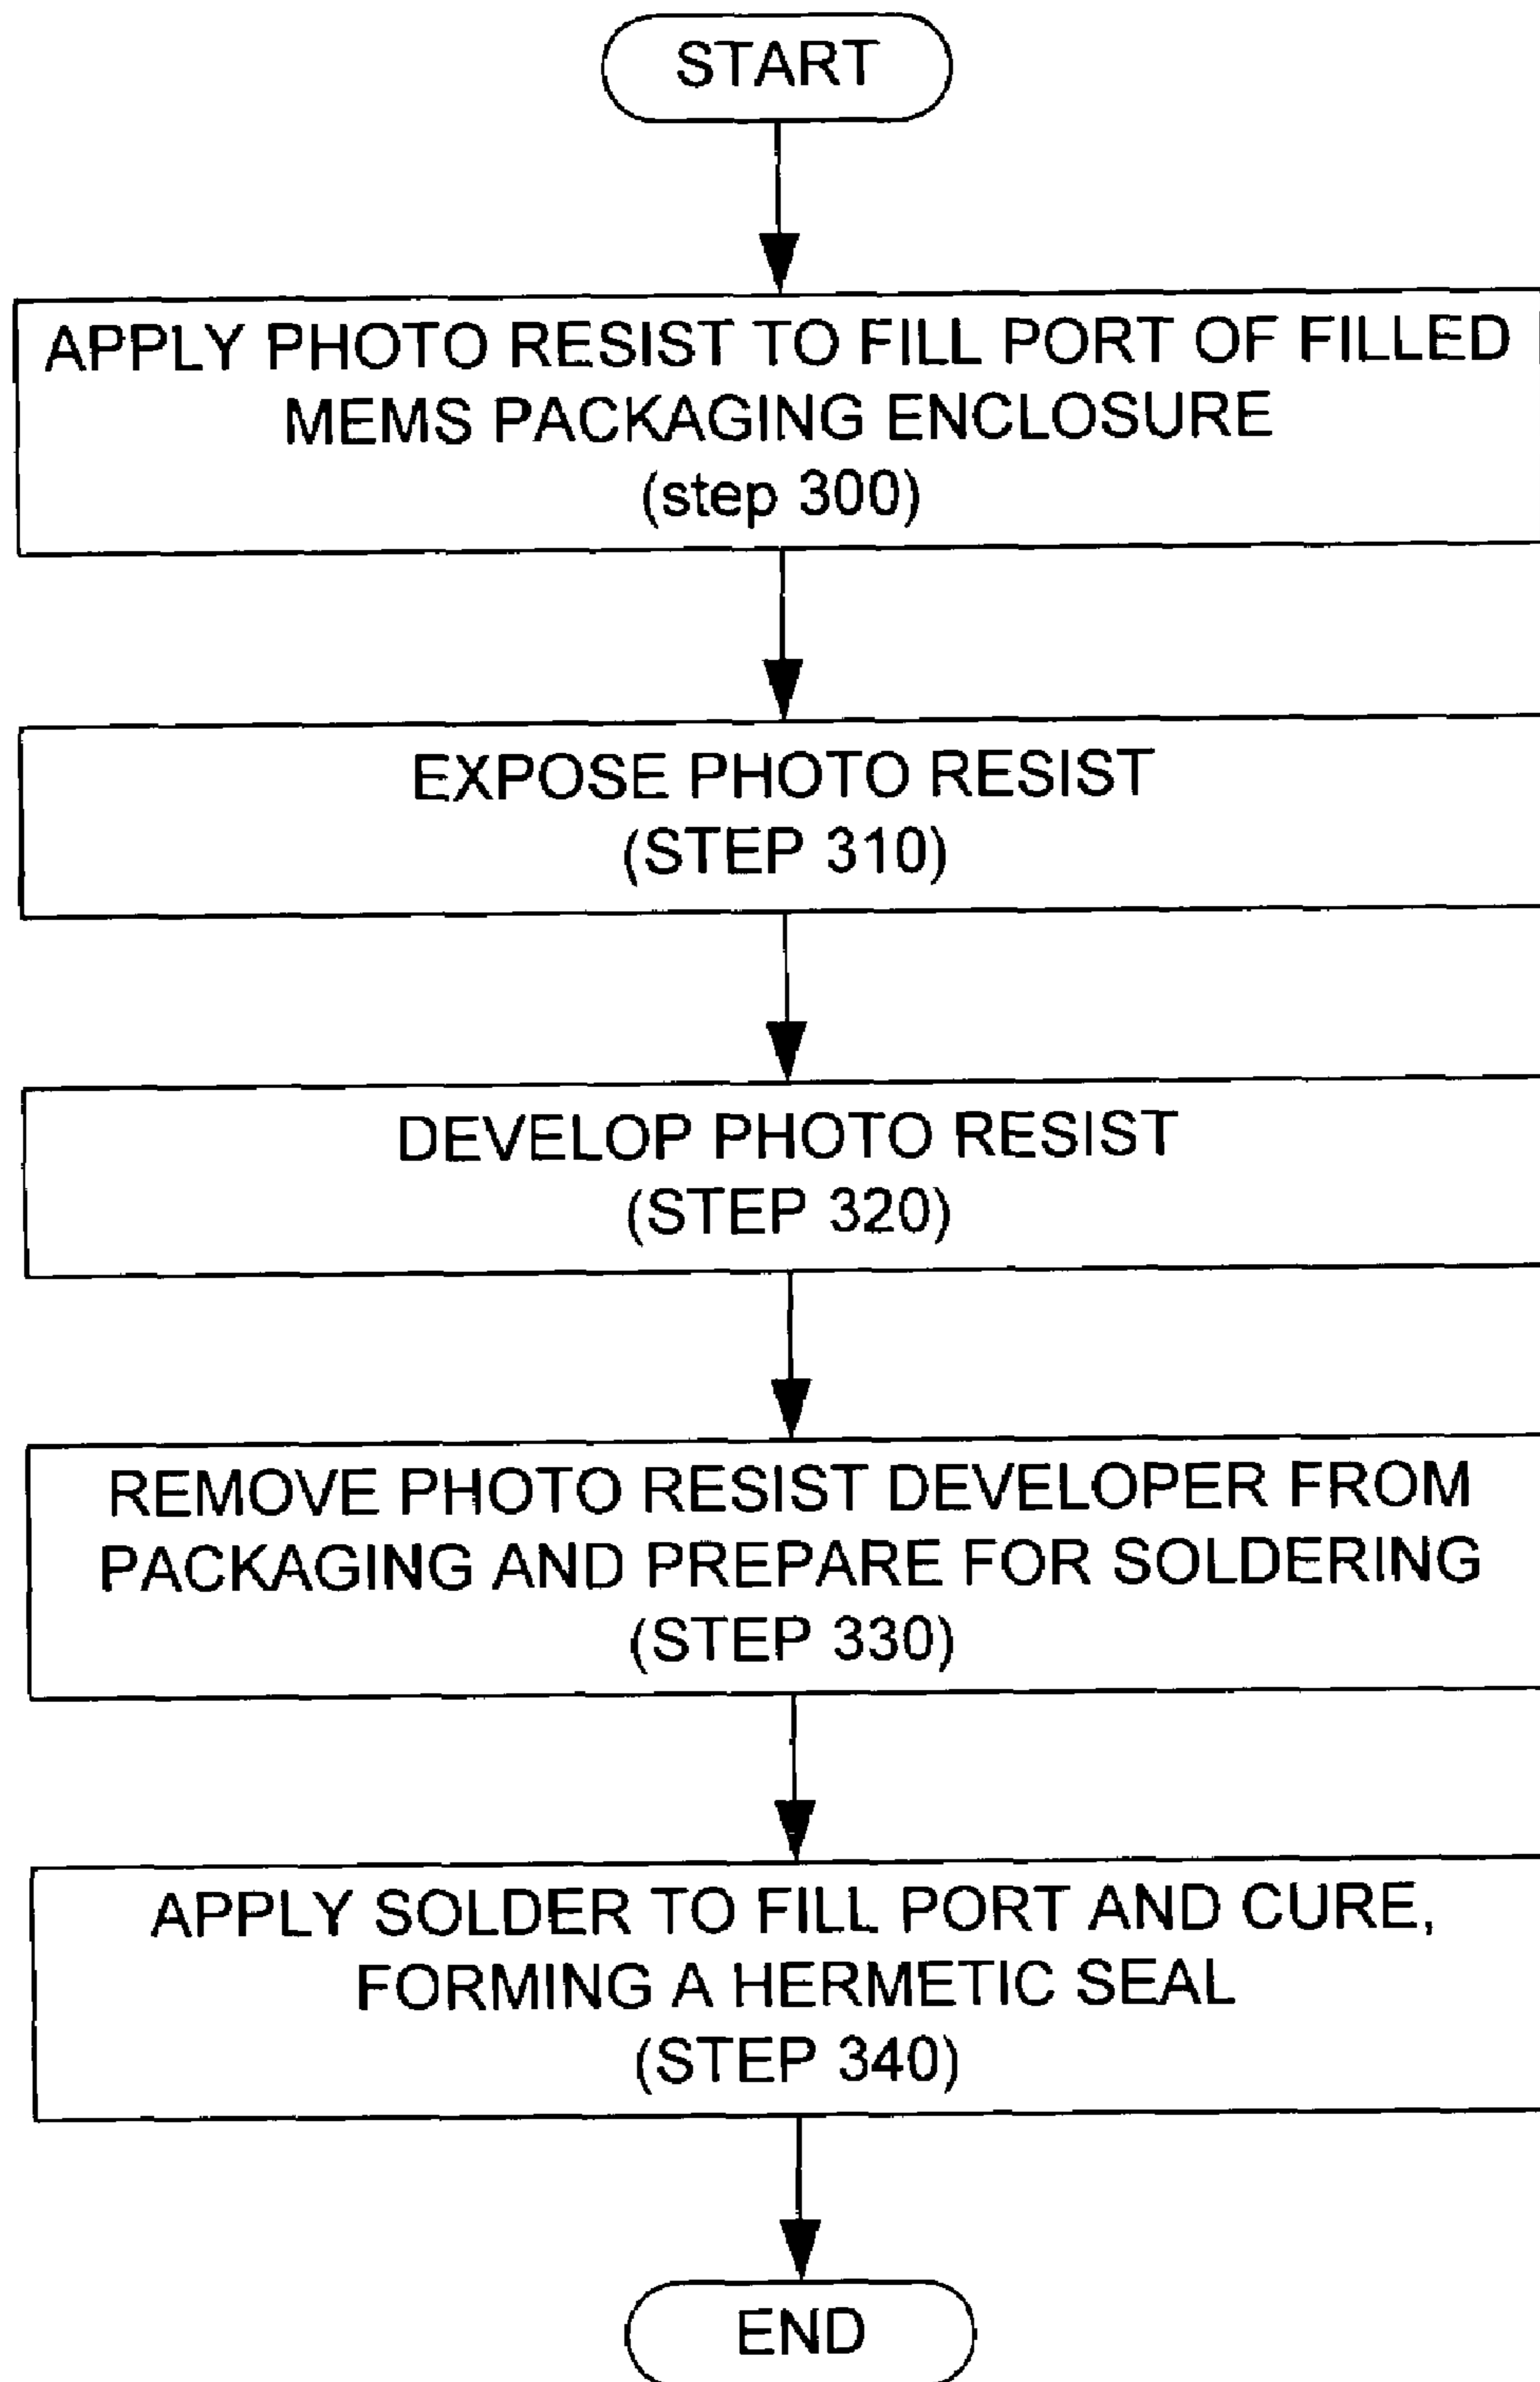 START
APPLY PHOTO RESIST TO FILL PORT OF FILLED
MEMS PACKAGING ENCLOSURE
(step 300)
EXPOSE PHOTO RESIST
(STEP 310)
DEVELOP PHOTO RESIST
(STEP 320)
REMOVE PHOTO RESIST DEVELOPER FROM
PACKAGING AND PREPARE FOR SOLDERING
(STEP 330)
APPLY SOLDER TO FILL PORT AND CURE,
FORMING A HERMETIC SEAL
(STEP 340)
END